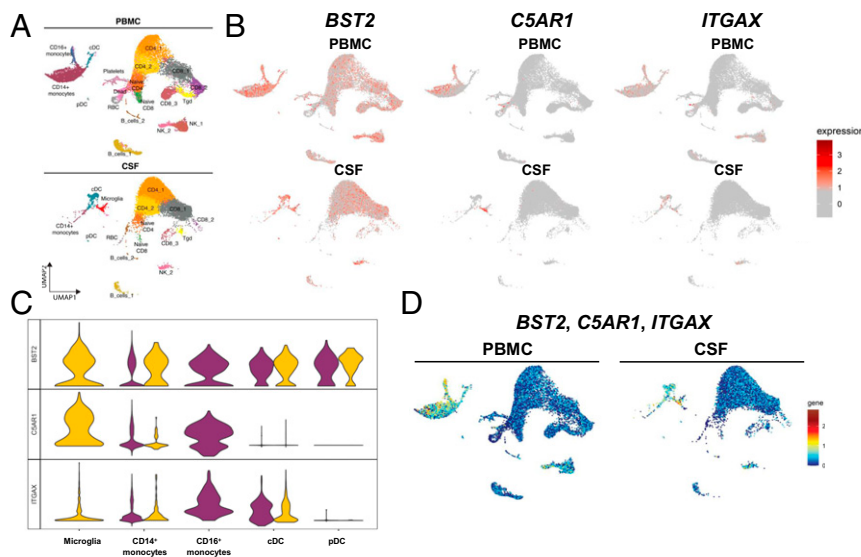 A
PBMC
CD16+
monocytes
cDC
CD4_1
CD4_2
CD8_1
CD8_2
Platelets
Dead
Naive
CD4
RBC
Naive
CD8
CD8_3
Tgd
CD14+
monocytes
pDC
B_cells_2
NK_2
NK_1
B_cells_1
CSF
cDC
Microglia
CD4_1
CD4_2
CD8_1
CD8_2
CD14+
monocytes
pDC
RBC
Naive
CD4
Naive
CD8
CD8_3
Tgd
B_cells_2
NK_2
B_cells_1
UMAP2
UMAP1
B
BST2
C5AR1
ITGAX
PBMC
PBMC
PBMC
CSF
CSF
CSF
expression
3
2
1
0
C
BST2
C5AR1
ITGAX
Microglia
CD14+
monocytes
CD16+
monocytes
cDC
pDC
D
BST2, C5AR1, ITGAX
PBMC
CSF
gene
2
1
0